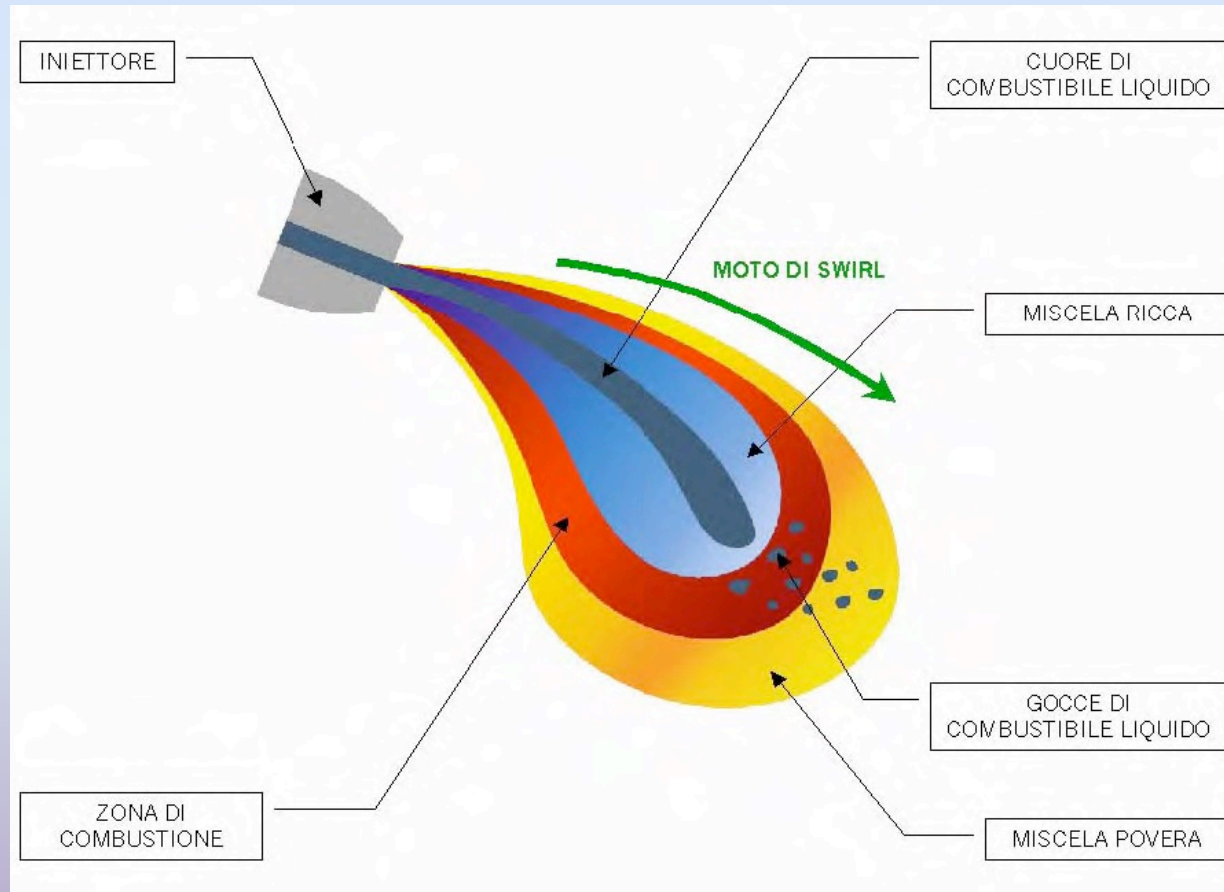 INIETTORE
CUORE DI
COMBUSTIBILE LIQUIDO
MOTO DI SWIRL
MISCELA RICCA
GOCCE DI
COMBUSTIBILE LIQUIDO
ZONA DI
COMBUSTIONE
MISCELA POVERA